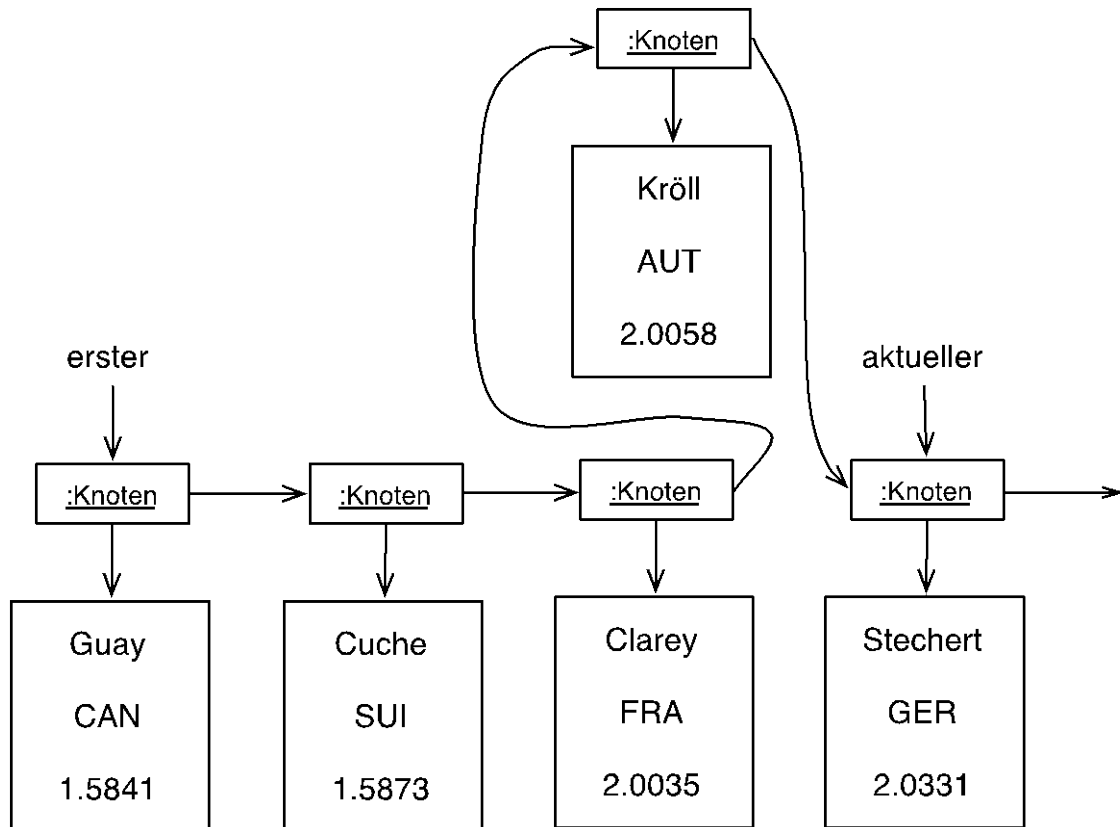 :Knoten
Kröll
AUT
2.0058
erster
aktueller
:Knoten
:Knoten
:Knoten
:Knoten
Guay
CAN
1.5841
Cuche
SUI
1.5873
Clarey
FRA
2.0035
Stechert
GER
2.0331